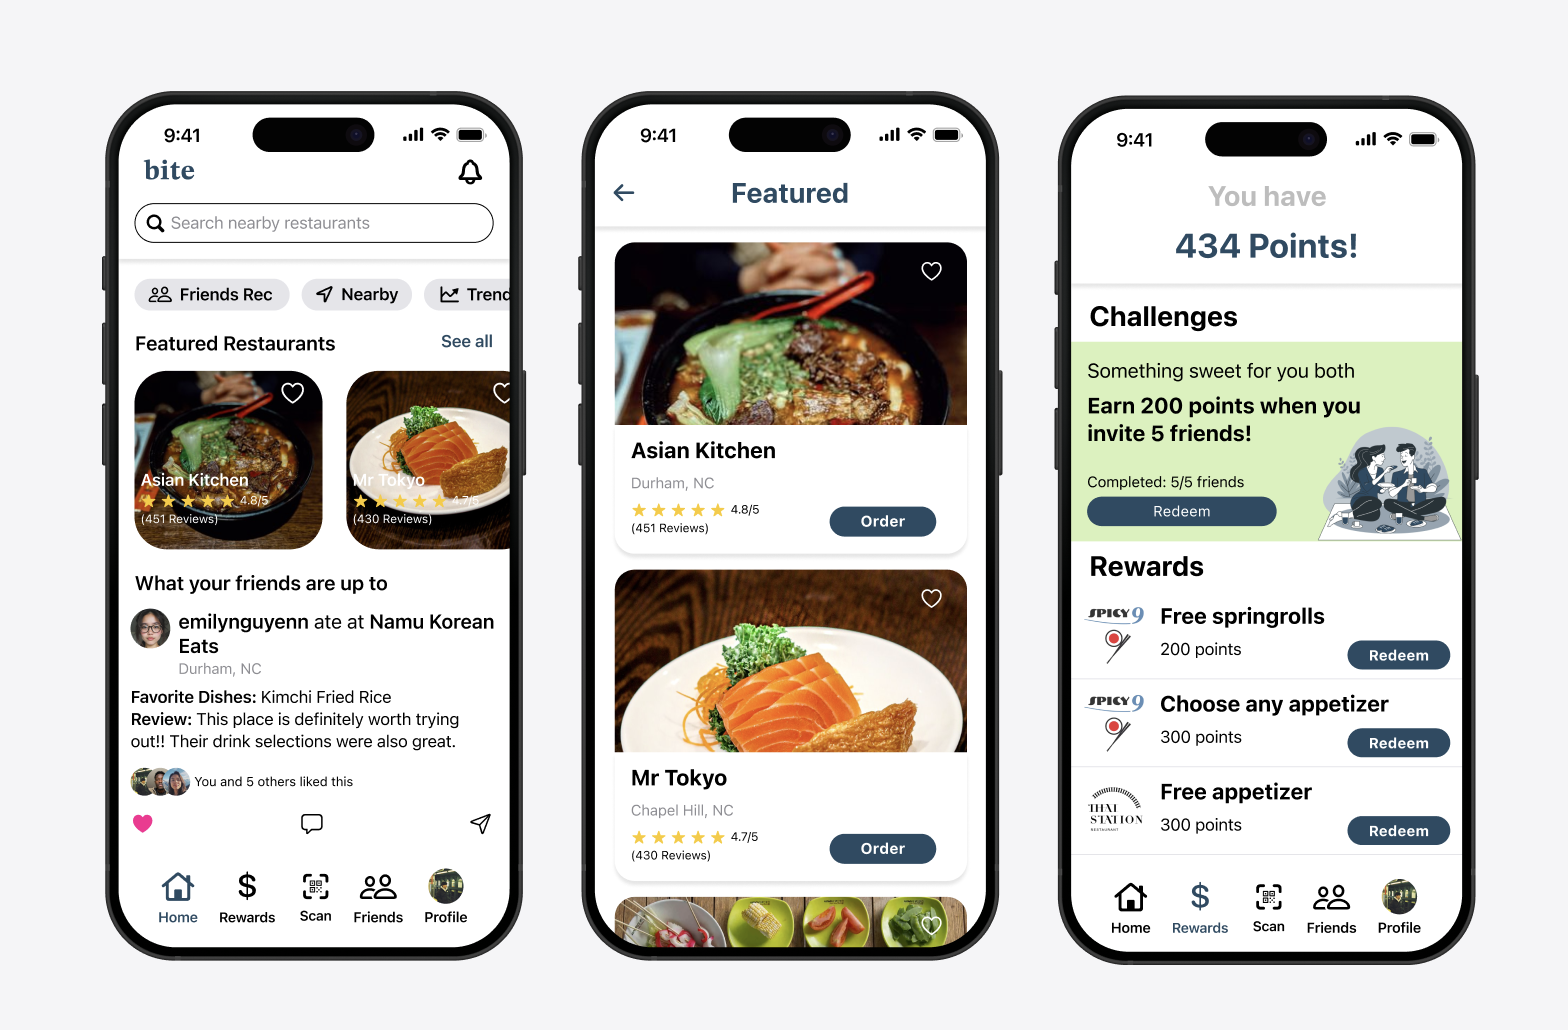 9:41
bite
Search nearby restaurants
Friends Rec
Nearby
Trend
Featured Restaurants
See all
Asian Kitchen
4.8/5
(451 Reviews)
Mr Tokyo
4.7/5
(430 Reviews)
What your friends are up to
emilynguyenn ate at Namu Korean
Eats
Durham, NC
Favorite Dishes: Kimchi Fried Rice
Review: This place is definitely worth trying
out!! Their drink selections were also great.
You and 5 others liked this
Home
Rewards
Scan
Friends
Profile
9:41
Featured
Asian Kitchen
Durham, NC
4.8/5
(451 Reviews)
Order
Mr Tokyo
Chapel Hill, NC
4.7/5
(430 Reviews)
Order
9:41
You have
434 Points!
Challenges
Something sweet for you both
Earn 200 points when you
invite 5 friends!
Completed: 5/5 friends
Redeem
Rewards
SPICY 9
Free springrolls
200 points
Redeem
SPICY 9
Choose any appetizer
300 points
Redeem
THAI
STATION
RESTAURANT
Free appetizer
300 points
Redeem
Home
Rewards
Scan
Friends
Profile